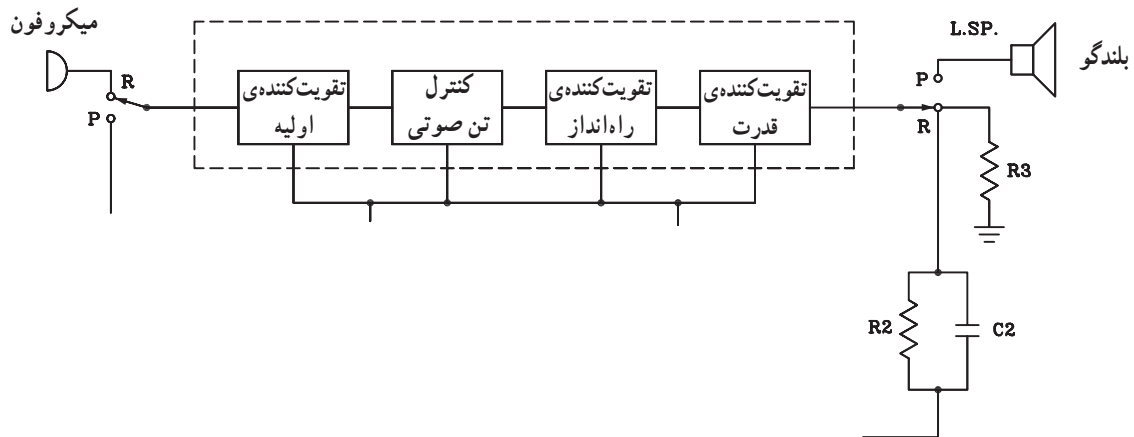 میکروفون
R
P
تقویت‌کننده‌ی
اولیه
کنترل
تن صوتی
تقویت‌کننده‌ی
راه‌انداز
تقویت‌کننده‌ی
قدرت
L.SP.
بلندگو
P
R
R3
R2
C2